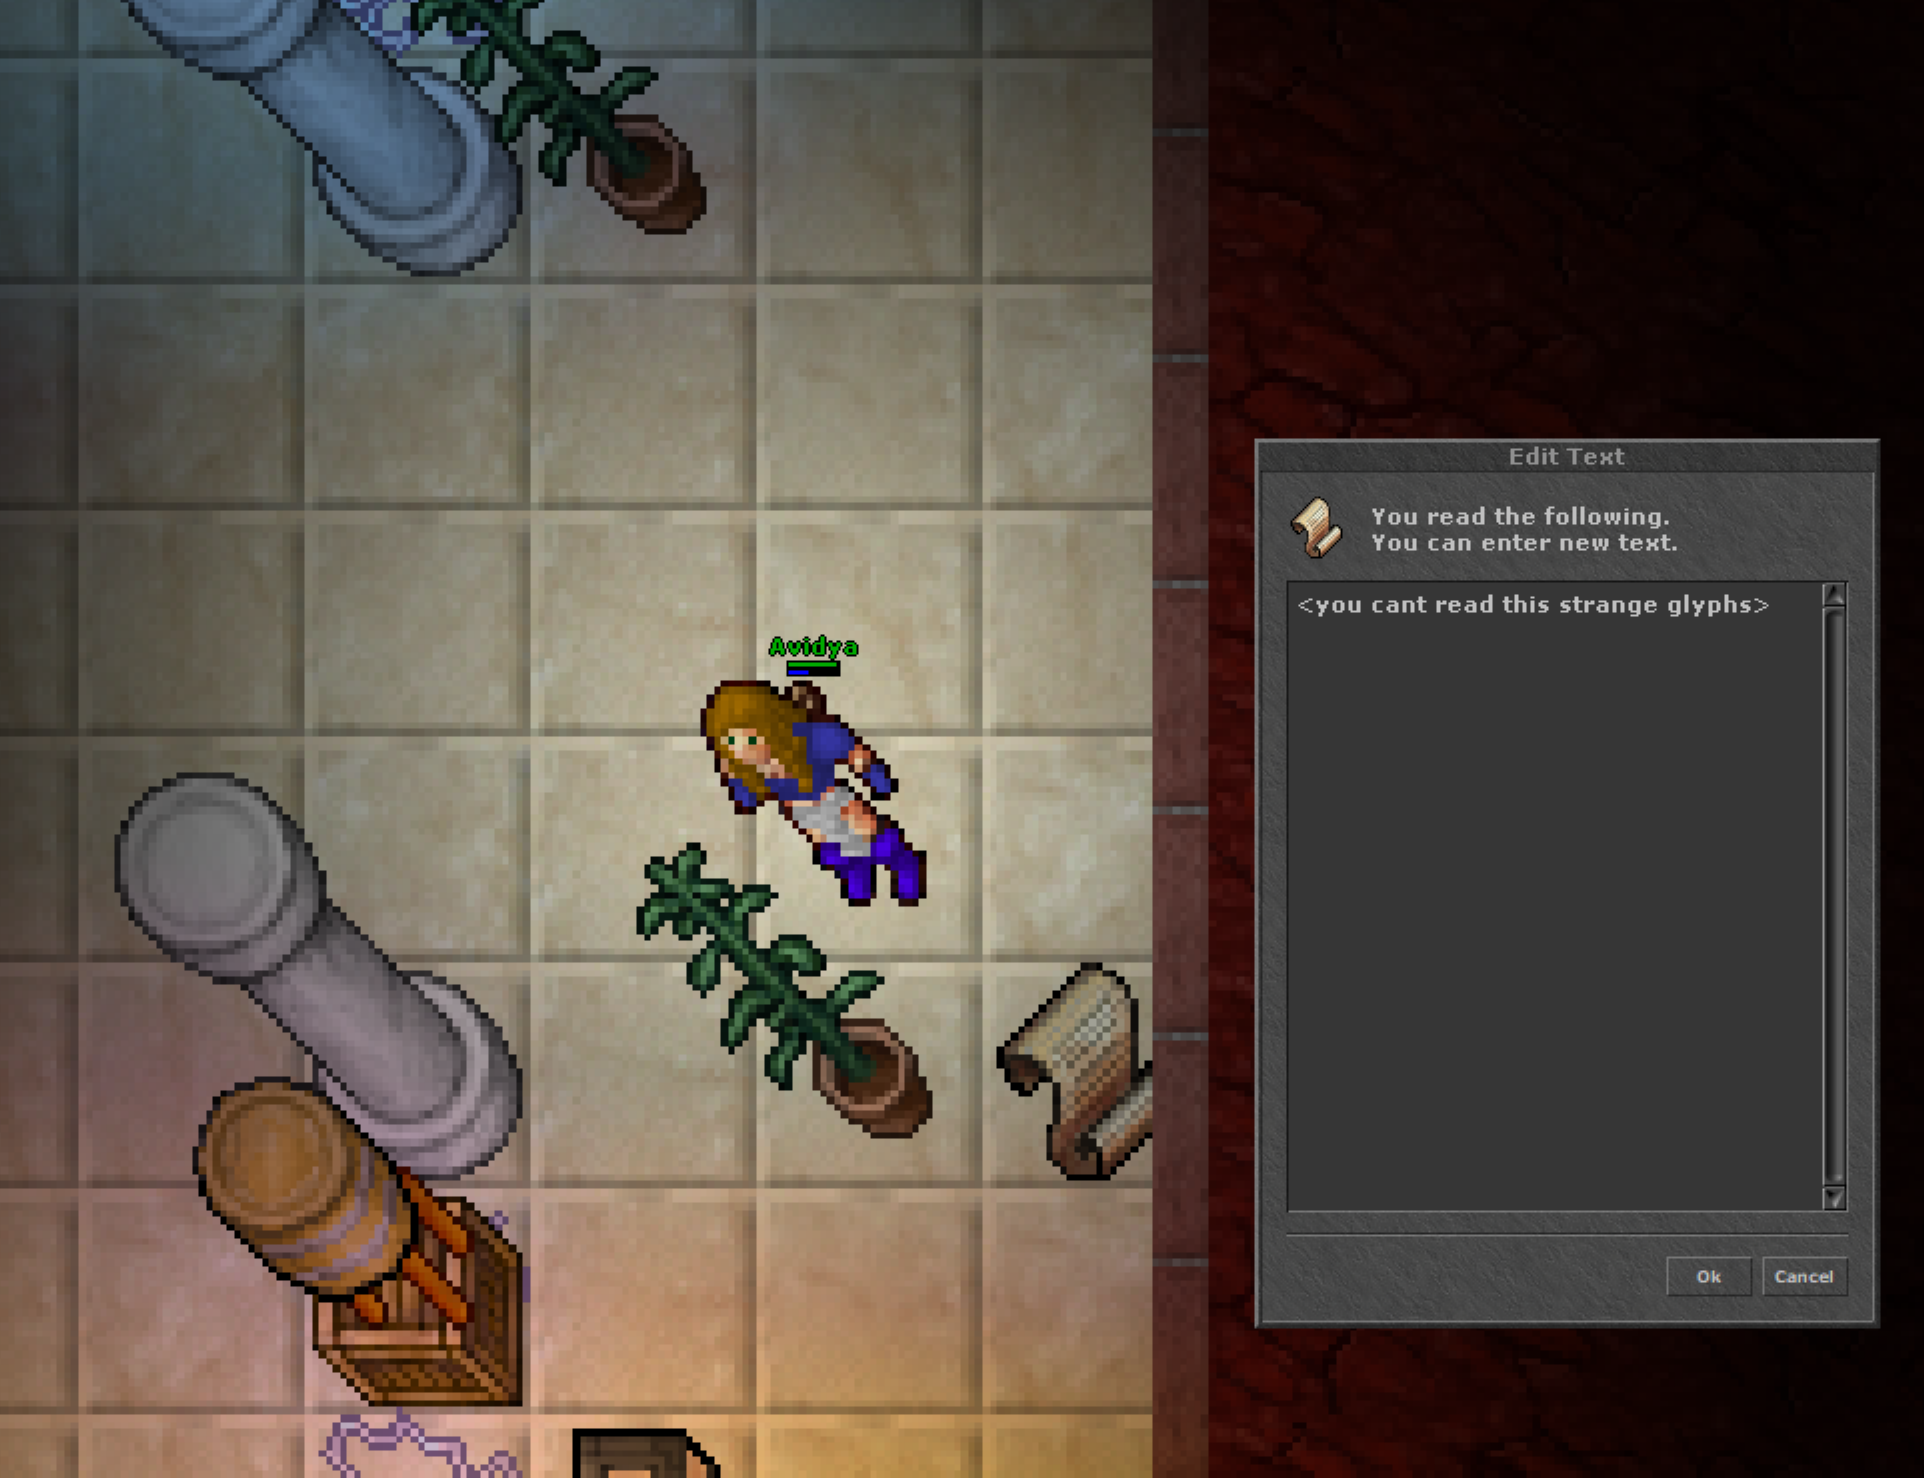 Edit Text
You read the following.
You can enter new text.
<you cant read this strange glyphs>
Avidya
Ok
Cancel